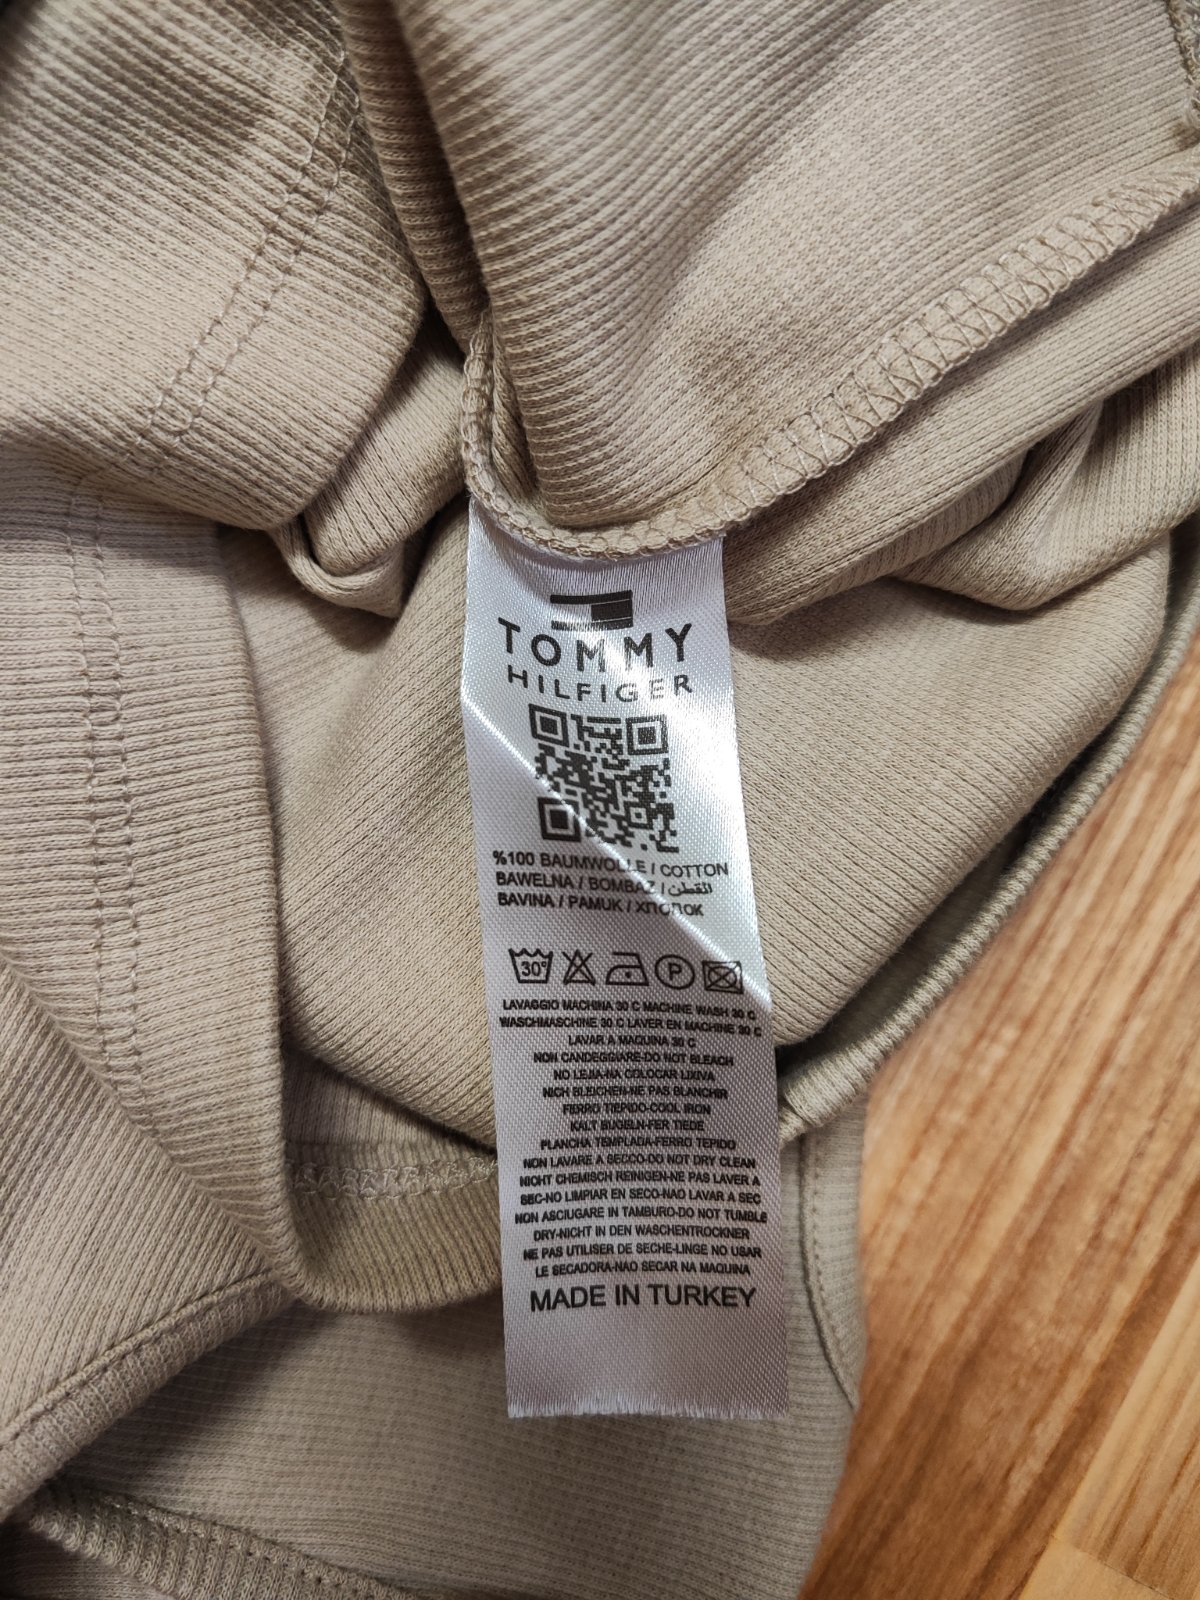 TOMMY
HILFIGER
%100 BAUMWOLLE / COTTON
BAWELNA / BOMBAZ / القطن
BAVINA / PAMUK / ХПОПОК
30°
P
LAVAGGIO MACHINA 30 C MACHINE WASH 30 C
WASCHMASCHINE 30 C LAVER EN MACHINE 30 C
LAVAR A MAQUINA 30 C
NON CANDEGGIARE-DO NOT BLEACH
NO LEJIA-NA COLOCAR LIXIVA
NICH BLEICHEN-NE PAS BLANCHIR
FERRO TIEPIDO-COOL IRON
KALT BUGELN-FER TIEDE
PLANCHA TEMPLADA-FERRO TEPIDO
NON LAVARE A SECCO-DO NOT DRY CLEAN
NICHT CHEMISCH REINIGEN-NE PAS LAVER A
SEC-NO LIMPIAR EN SECO-NAO LAVAR A SEC
NON ASCIUGARE IN TAMBURO-DO NOT TUMBLE
DRY-NICHT IN DEN WASCHENTROCKNER
NE PAS UTILISER DE SECHE-LINGE NO USAR
LE SECADORA-NAO SECAR NA MAQUINA
MADE IN TURKEY